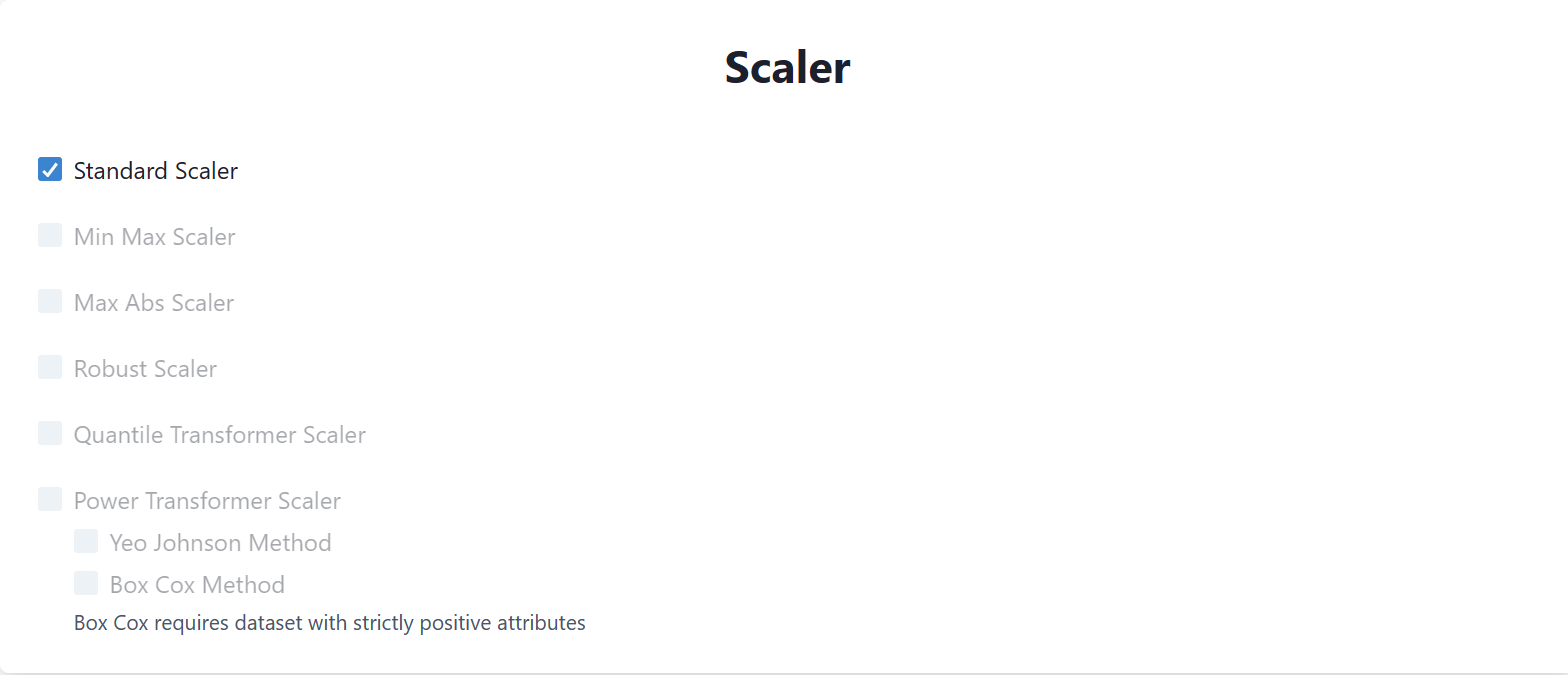 Scaler
Standard Scaler
Min Max Scaler
Max Abs Scaler
Robust Scaler
Quantile Transformer Scaler
Power Transformer Scaler
Yeo Johnson Method
Box Cox Method
Box Cox requires dataset with strictly positive attributes